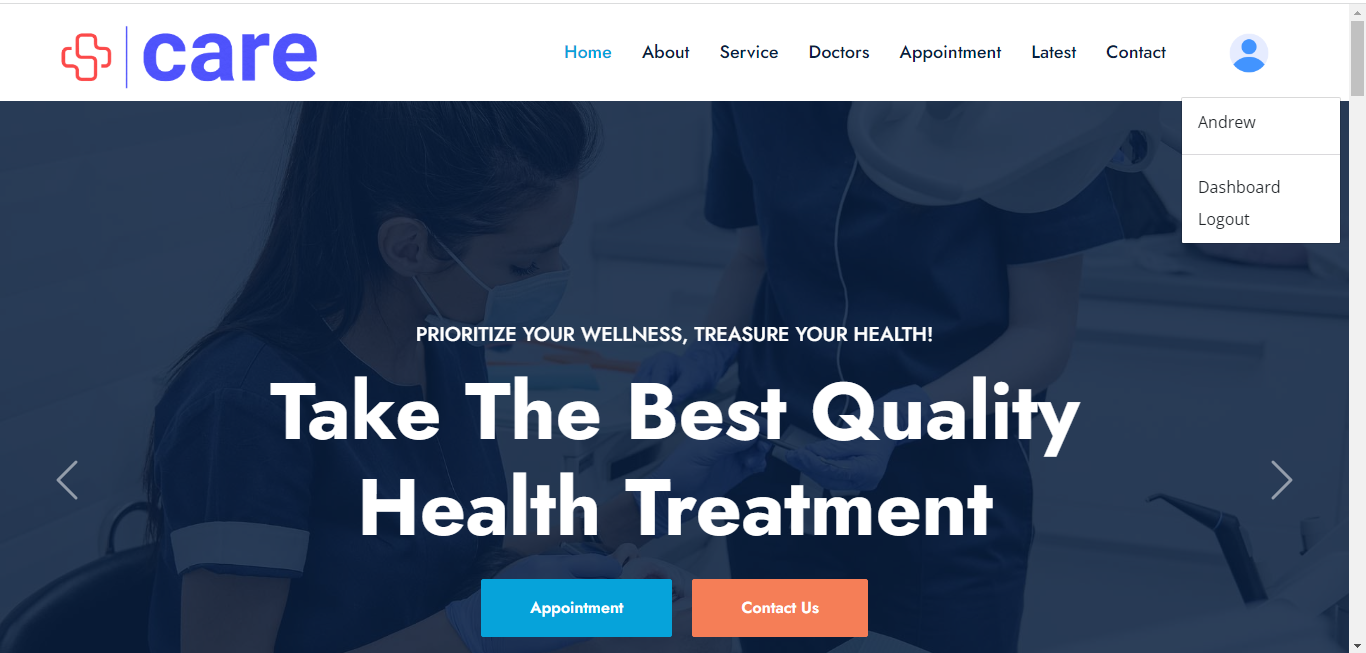 care
Home
About
Service
Doctors
Appointment
Latest
Contact
Andrew
Dashboard
Logout
PRIORITIZE YOUR WELLNESS, TREASURE YOUR HEALTH!
Take The Best Quality
Health Treatment
Appointment
Contact Us